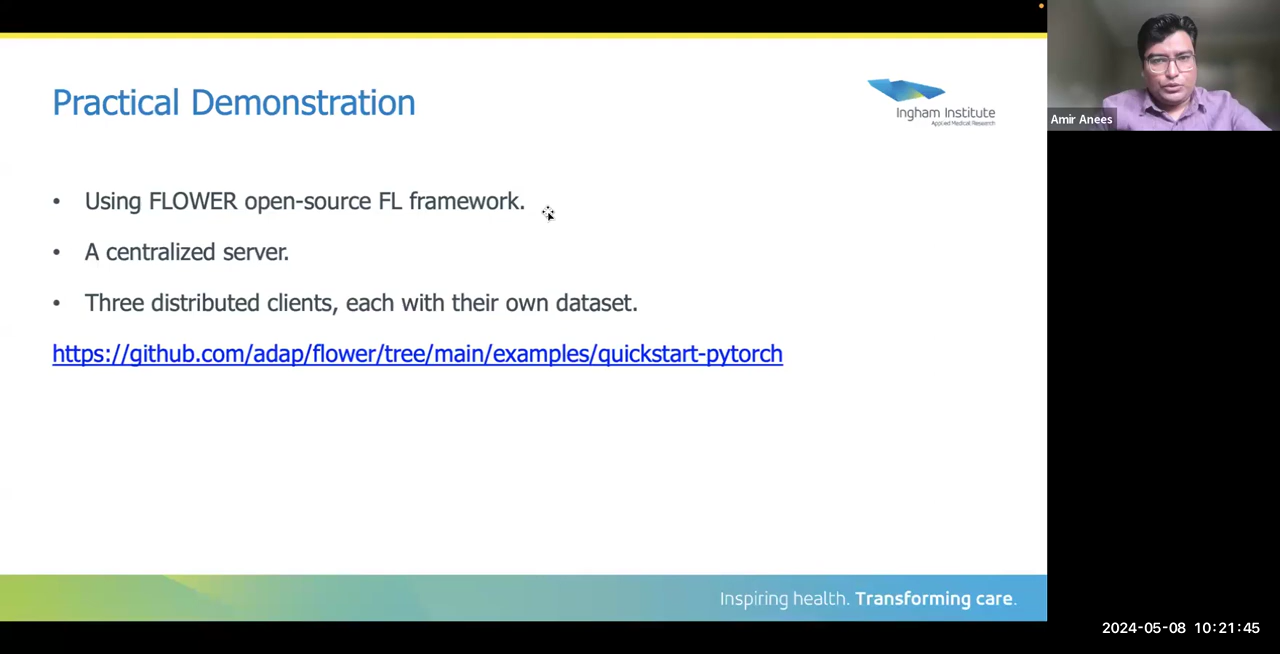 Practical Demonstration
Ingham Institute
Applied Medical Research
Amir Anees
• Using FLOWER open-source FL framework.
• A centralized server.
• Three distributed clients, each with their own dataset.
https://github.com/adap/flower/tree/main/examples/quickstart-pytorch
Inspiring health. Transforming care.
2024-05-08 10:21:45